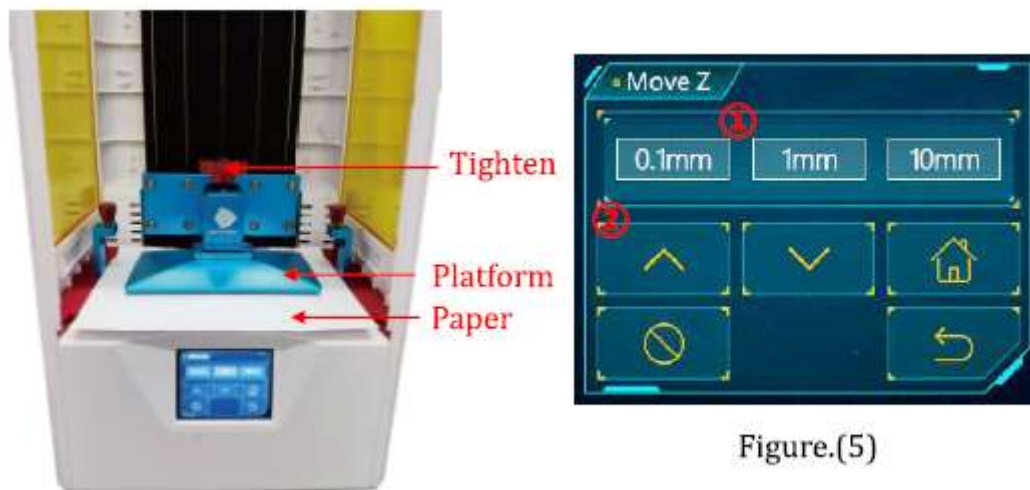 Tighten
Platform
Paper
Move Z
①
0.1mm 1mm 10mm
②
Figure.(5)